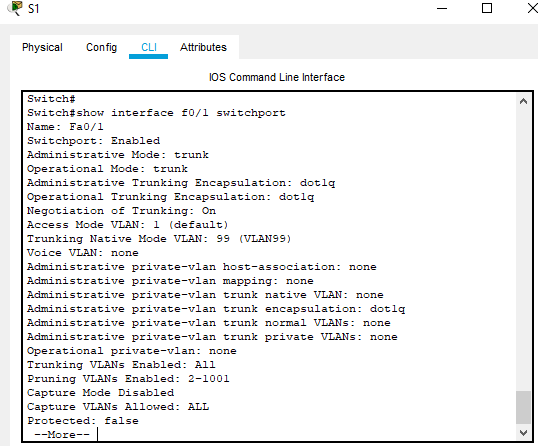 S1
Physical Config CLI Attributes
IOS Command Line Interface
Switch#
Switch#show interface f0/1 switchport
Name: Fa0/1
Switchport: Enabled
Administrative Mode: trunk
Operational Mode: trunk
Administrative Trunking Encapsulation: dot1q
Operational Trunking Encapsulation: dot1q
Negotiation of Trunking: On
Access Mode VLAN: 1 (default)
Trunking Native Mode VLAN: 99 (VLAN99)
Voice VLAN: none
Administrative private-vlan host-association: none
Administrative private-vlan mapping: none
Administrative private-vlan trunk native VLAN: none
Administrative private-vlan trunk encapsulation: dot1q
Administrative private-vlan trunk normal VLANs: none
Administrative private-vlan trunk private VLANs: none
Operational private-vlan: none
Trunking VLANs Enabled: All
Pruning VLANs Enabled: 2-1001
Capture Mode Disabled
Capture VLANs Allowed: ALL
Protected: false
--More--